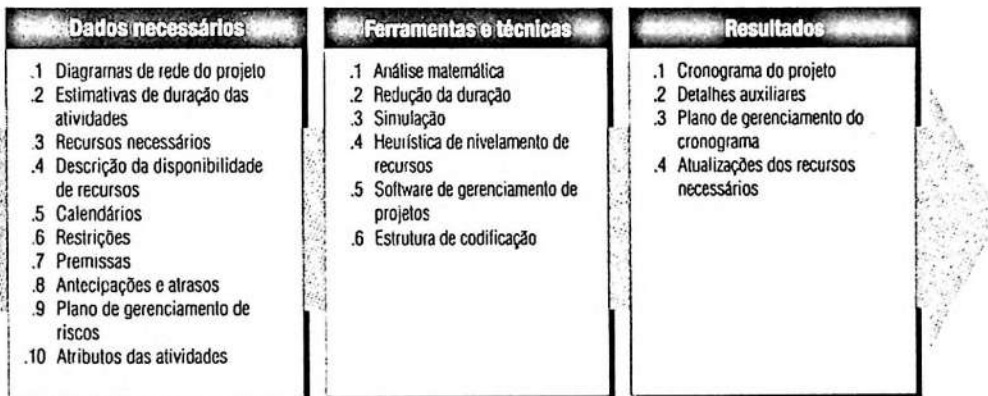 Dados necessários
.1 Diagramas de rede do projeto
.2 Estimativas de duração das
atividades
.3 Recursos necessários
.4 Descrição da disponibilidade
de recursos
.5 Calendários
.6 Restrições
.7 Premissas
.8 Antecipações e atrasos
.9 Plano de gerenciamento de
riscos
.10 Atributos das atividades
Ferramentas e técnicas
.1 Análise matemática
.2 Redução da duração
.3 Simulação
.4 Heurística de nivelamento de
recursos
.5 Software de gerenciamento de
projetos
.6 Estrutura de codificação
Resultados
.1 Cronograma do projeto
.2 Detalhes auxiliares
.3 Plano de gerenciamento do
cronograma
.4 Atualizações dos recursos
necessários